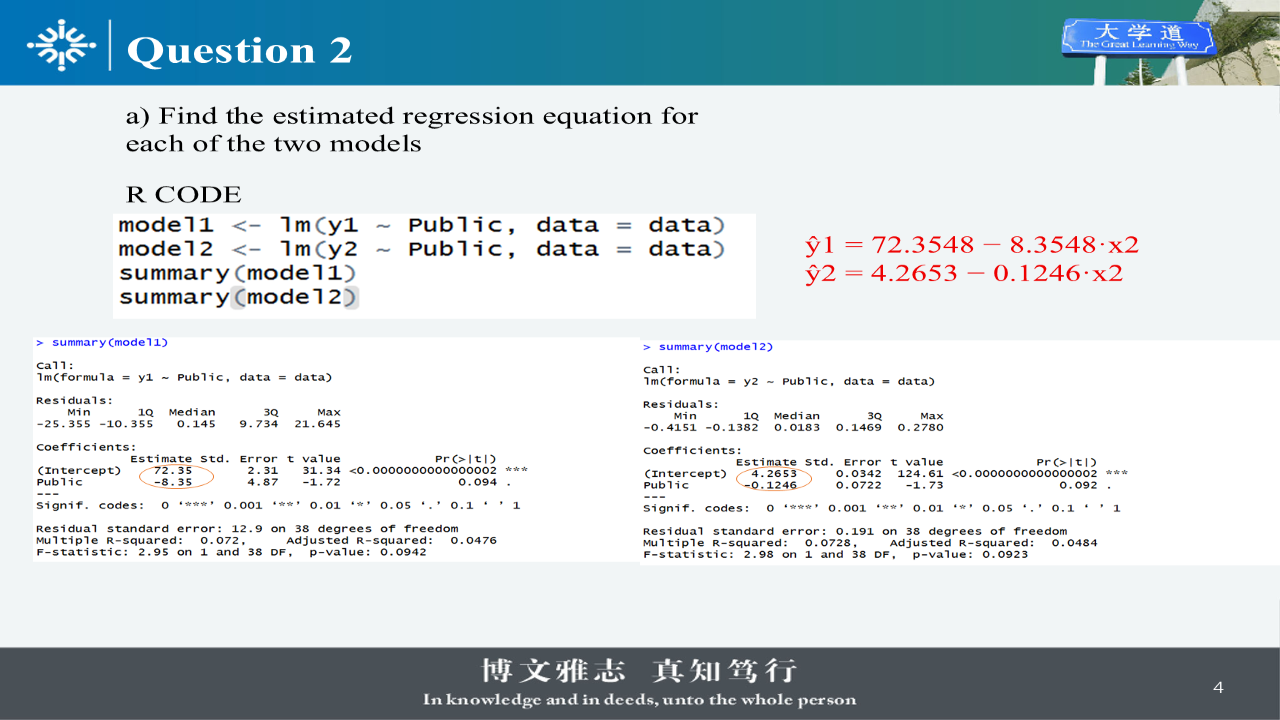 Question 2
大学道
The Great Learning Way
a) Find the estimated regression equation for
each of the two models
R CODE
model1 <- lm(y1 ~ Public, data = data)
model2 <- lm(y2 ~ Public, data = data)
summary(model1)
summary(model2)
ŷ1 = 72.3548 − 8.3548·x2
ŷ2 = 4.2653 − 0.1246·x2
> summary(model1)
Call:
lm(formula = y1 ~ Public, data = data)
Residuals:
Min 1Q Median 3Q Max
-25.355 -10.355 0.145 9.734 21.645
Coefficients:
Estimate Std. Error t value Pr(>|t|)
(Intercept) 72.35 2.31 31.34 <0.0000000000000002 ***
Public -8.35 4.87 -1.72 0.094 .
---
Signif. codes: 0 ‘***’ 0.001 ‘**’ 0.01 ‘*’ 0.05 ‘.’ 0.1 ‘ ’ 1
Residual standard error: 12.9 on 38 degrees of freedom
Multiple R-squared: 0.072, Adjusted R-squared: 0.0476
F-statistic: 2.95 on 1 and 38 DF, p-value: 0.0942
> summary(model2)
Call:
lm(formula = y2 ~ Public, data = data)
Residuals:
Min 1Q Median 3Q Max
-0.4151 -0.1382 0.0183 0.1469 0.2780
Coefficients:
Estimate Std. Error t value Pr(>|t|)
(Intercept) 4.2653 0.0342 124.61 <0.0000000000000002 ***
Public -0.1246 0.0722 -1.73 0.092 .
---
Signif. codes: 0 ‘***’ 0.001 ‘**’ 0.01 ‘*’ 0.05 ‘.’ 0.1 ‘ ’ 1
Residual standard error: 0.191 on 38 degrees of freedom
Multiple R-squared: 0.0728, Adjusted R-squared: 0.0484
F-statistic: 2.98 on 1 and 38 DF, p-value: 0.0923
博文雅志 真知笃行
In knowledge and in deeds, unto the whole person
4